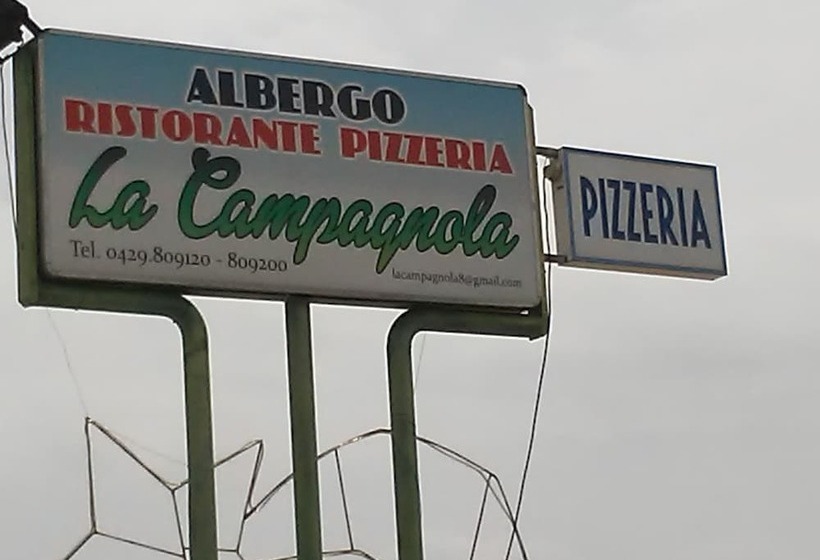 ALBERGO
RISTORANTE PIZZERIA
La Campagnola
Tel. 0429.809120 - 809200
lacampagnola8@gmail.com
PIZZERIA